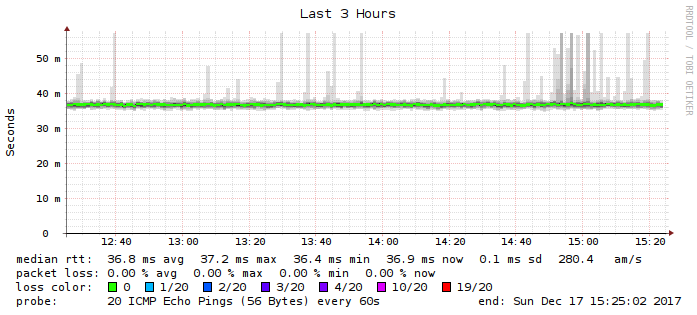 Last 3 Hours
RRDTOOL / TOBI OETIKER
Seconds
50 m
40 m
30 m
20 m
10 m
0
12:40 13:00 13:20 13:40 14:00 14:20 14:40 15:00 15:20
median rtt: 36.8 ms avg 37.2 ms max 36.4 ms min 36.9 ms now 0.1 ms sd 280.4 am/s
packet loss: 0.00 % avg 0.00 % max 0.00 % min 0.00 % now
loss color: 0 1/20 2/20 3/20 4/20 10/20 19/20
probe: 20 ICMP Echo Pings (56 Bytes) every 60s end: Sun Dec 17 15:25:02 2017